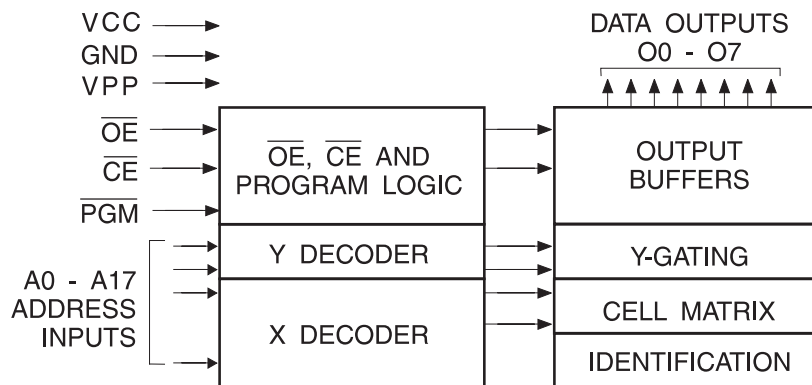 VCC
GND
VPP
OE
CE
PGM
A0 - A17
ADDRESS
INPUTS
OE, CE AND
PROGRAM LOGIC
Y DECODER
X DECODER
DATA OUTPUTS
O0 - O7
OUTPUT
BUFFERS
Y-GATING
CELL MATRIX
IDENTIFICATION